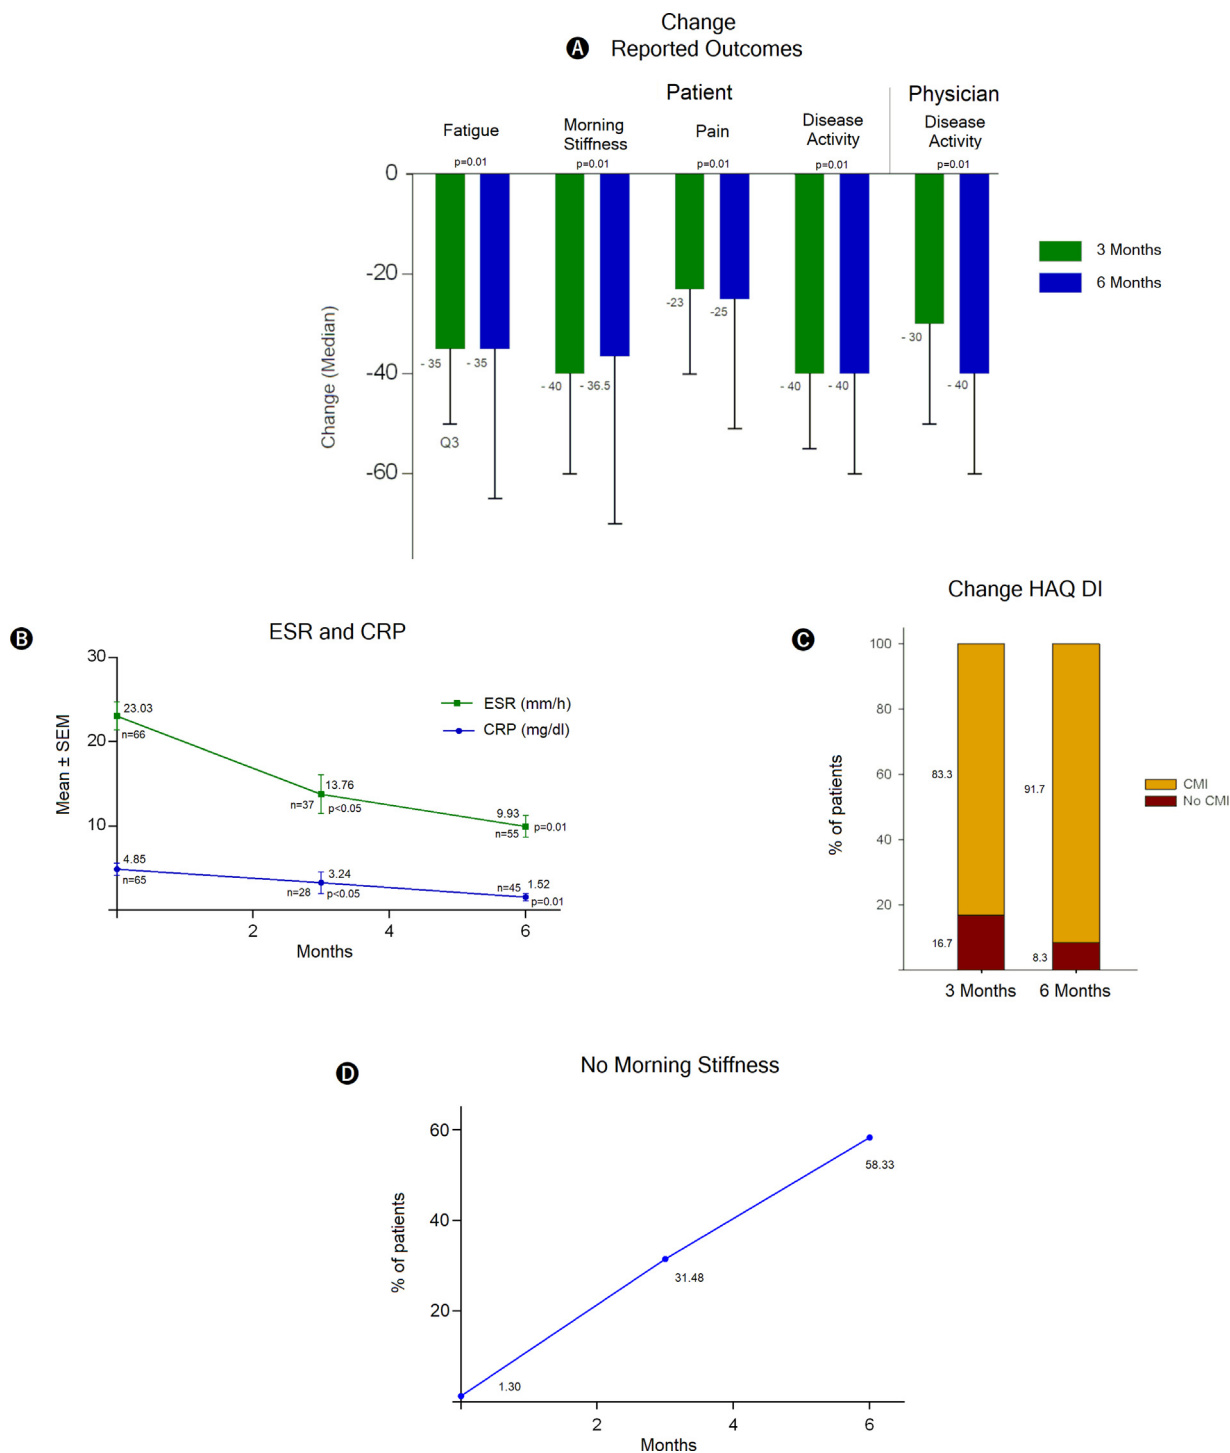 Change
A Reported Outcomes
Patient
Physician
Fatigue
Morning
Stiffness
Pain
Disease
Activity
Disease
Activity
p=0.01
p=0.01
p=0.01
p=0.01
p=0.01
0
-20
-40
-60
Change (Median)
- 35
- 35
- 40
- 36.5
-23
-25
- 40
- 40
- 30
- 40
Q3
3 Months
6 Months
B
ESR and CRP
30
20
10
Mean ± SEM
23.03
n=66
13.76
n=37
p<0.05
9.93
n=55
p=0.01
4.85
n=65
3.24
n=28
p<0.05
n=45
1.52
p=0.01
ESR (mm/h)
CRP (mg/dl)
2
4
6
Months
C
Change HAQ DI
100
80
60
40
20
% of patients
83.3
16.7
91.7
8.3
CMI
No CMI
3 Months
6 Months
D
No Morning Stiffness
60
40
20
% of patients
1.30
31.48
58.33
2
4
6
Months